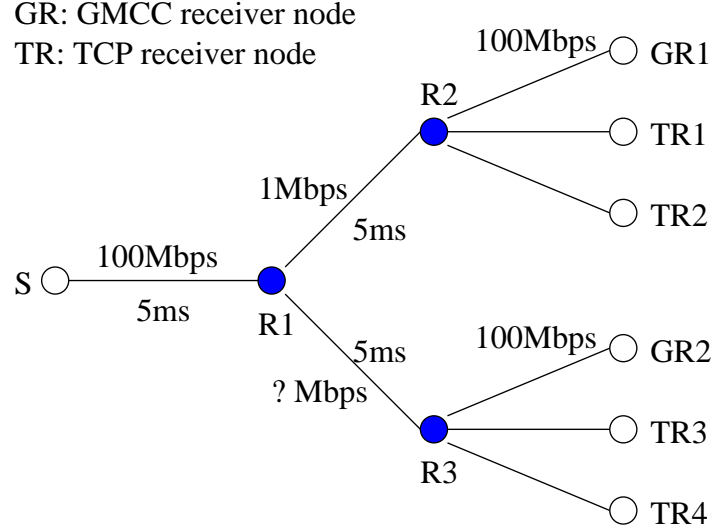 GR: GMCC receiver node
TR: TCP receiver node
100Mbps
GR1
R2
TR1
1Mbps
TR2
5ms
100Mbps
S
5ms
R1
5ms
100Mbps
GR2
? Mbps
TR3
R3
TR4